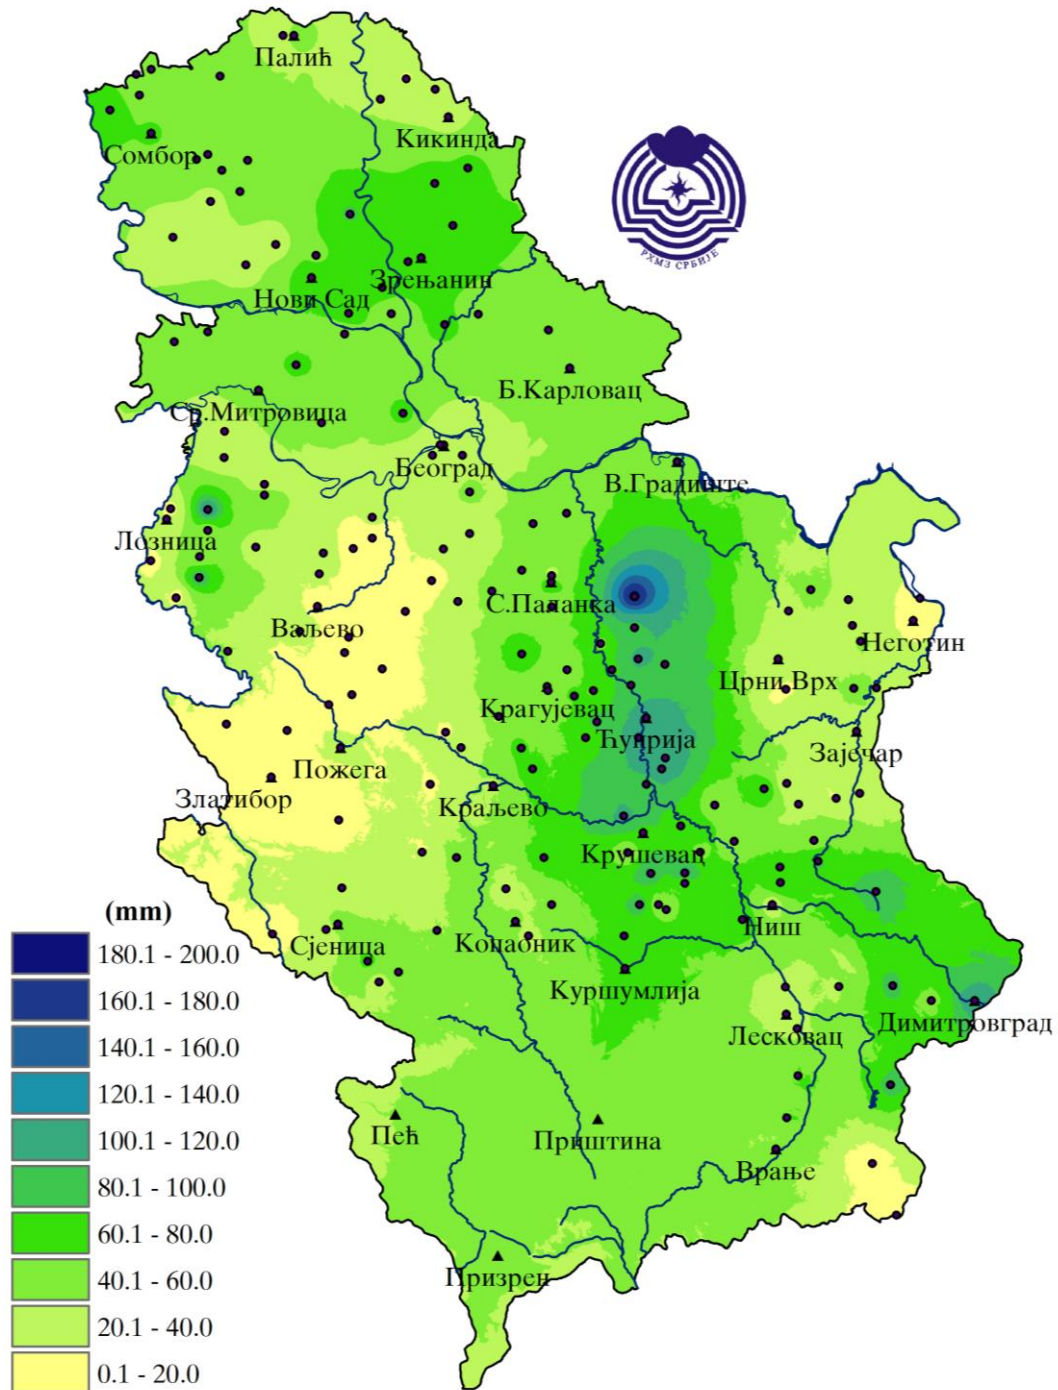 Палић
Кикинда
Сомбор
РХМЗ СРБИЈЕ
Зрењанин
Нови Сад
Б.Карловац
Ср.Митровица
Београд
В.Градиште
Лозница
С.Паланка
Ваљево
Неготин
Црни Врх
Крагујевац
Ћуприја
Зајечар
Пожега
Златибор
Краљево
Крушевац
(mm)
Ниш
Сјеница
Копаоник
180.1 - 200.0
Куршумлија
160.1 - 180.0
Димитровград
Лесковац
140.1 - 160.0
120.1 - 140.0
Пећ
Приштина
100.1 - 120.0
Врање
80.1 - 100.0
60.1 - 80.0
Призрен
40.1 - 60.0
20.1 - 40.0
0.1 - 20.0